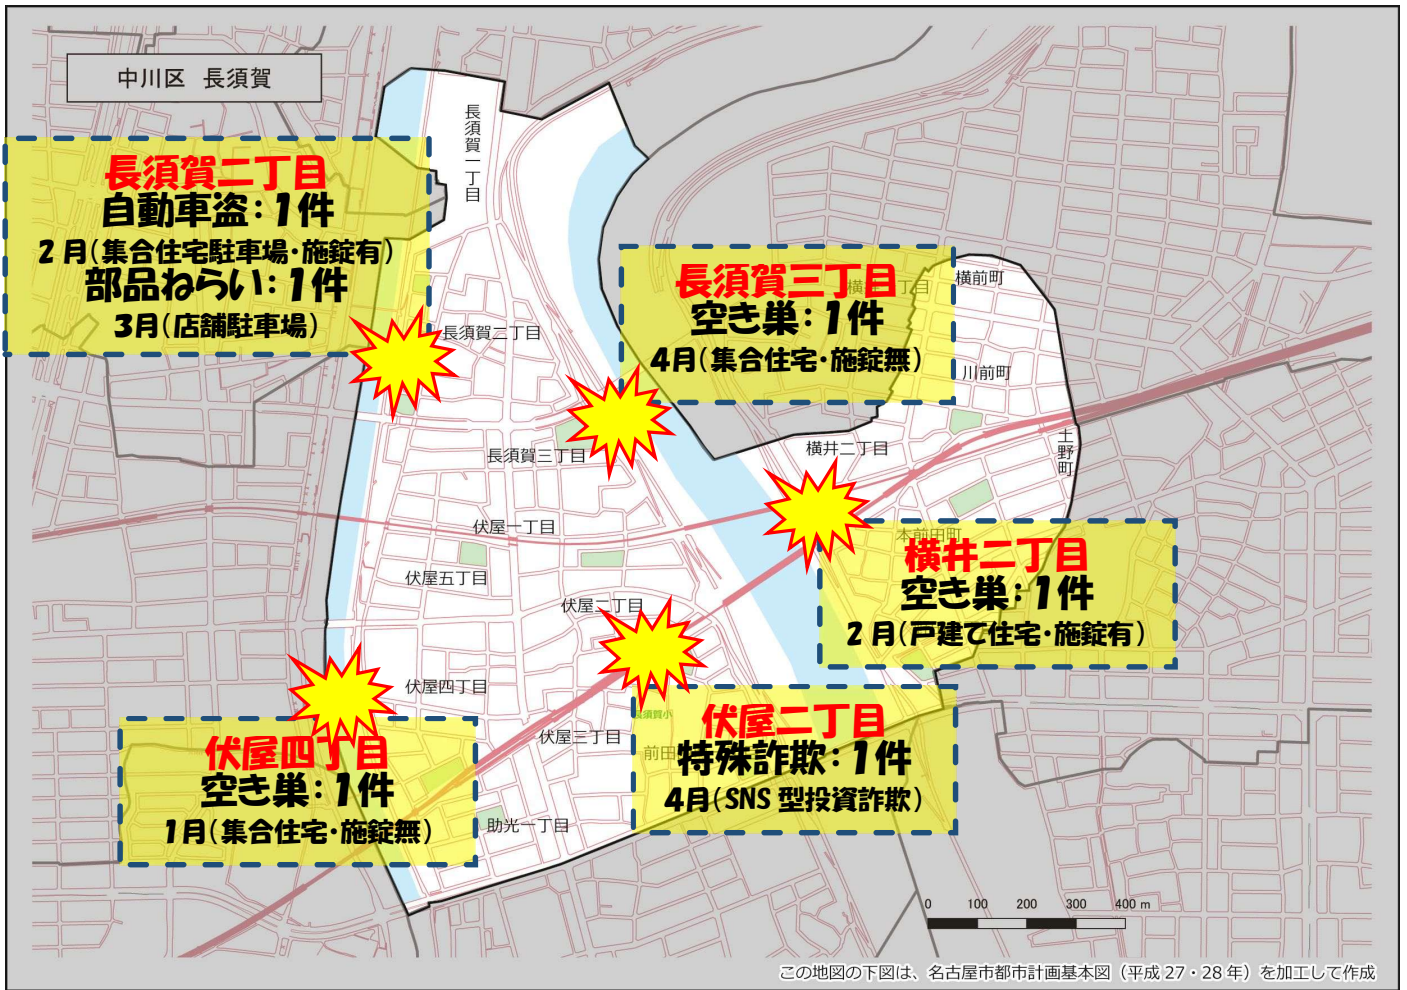 中川区 長須賀
長須賀一丁目
長須賀二丁目
自動車盗:1件
2月(集合住宅駐車場・施錠有)
部品ねらい:1件
3月(店舗駐車場)
長須賀二丁目
長須賀三丁目
空き巣:1件
4月(集合住宅・施錠無)
横前町
川前町
土野町
長須賀三丁目
横井二丁目
伏屋一丁目
本前田町
横井二丁目
空き巣:1件
2月(戸建て住宅・施錠有)
伏屋五丁目
伏屋二丁目
伏屋四丁目
長須賀小
伏屋三丁目
伏屋二丁目
特殊詐欺:1件
4月(SNS型投資詐欺)
伏屋四丁目
空き巣:1件
1月(集合住宅・施錠無)
助光一丁目
0 100 200 300 400 m
この地図の下図は、名古屋市都市計画基本図(平成27・28年)を加工して作成